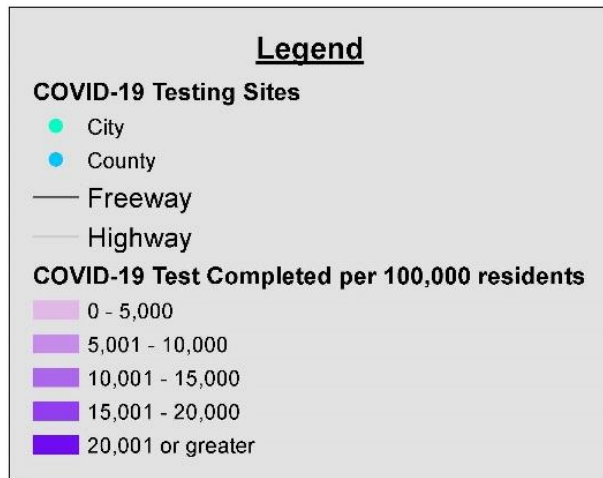 Legend
COVID-19 Testing Sites
City
County
Freeway
Highway
COVID-19 Test Completed per 100,000 residents
0 - 5,000
5,001 - 10,000
10,001 - 15,000
15,001 - 20,000
20,001 or greater